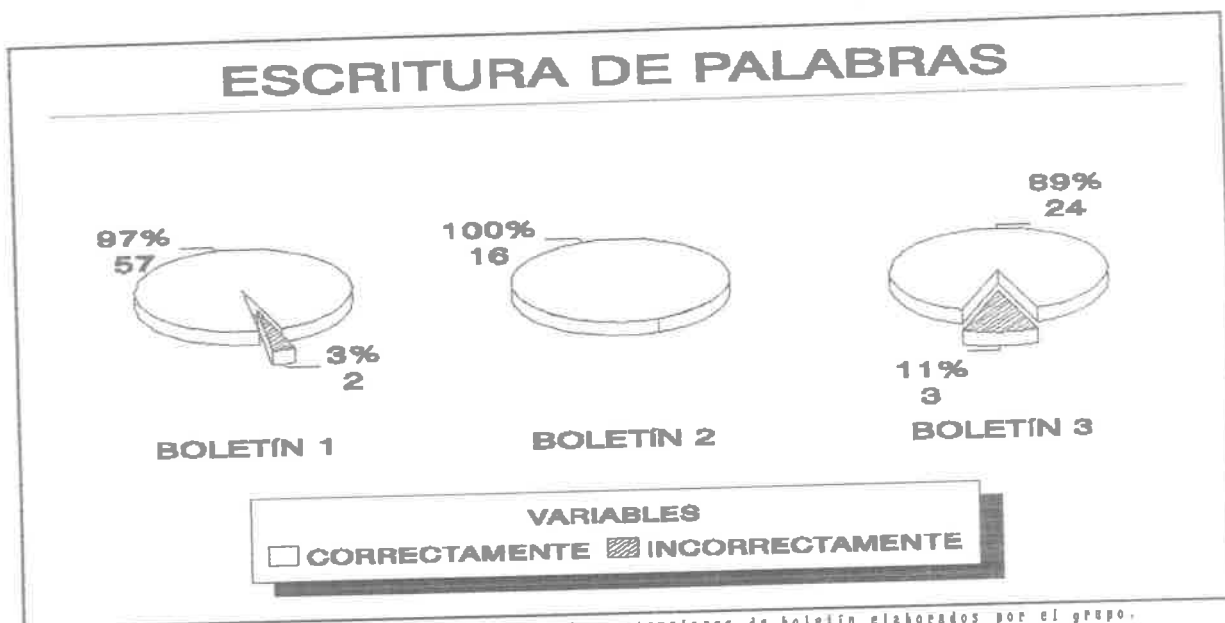 ESCRITURA DE PALABRAS
97%
57
3%
2
BOLETÍN 1
100%
16
BOLETÍN 2
89%
24
11%
3
BOLETÍN 3
VARIABLES
CORRECTAMENTE INCORRECTAMENTE
de boletín elaborados por el grupo.